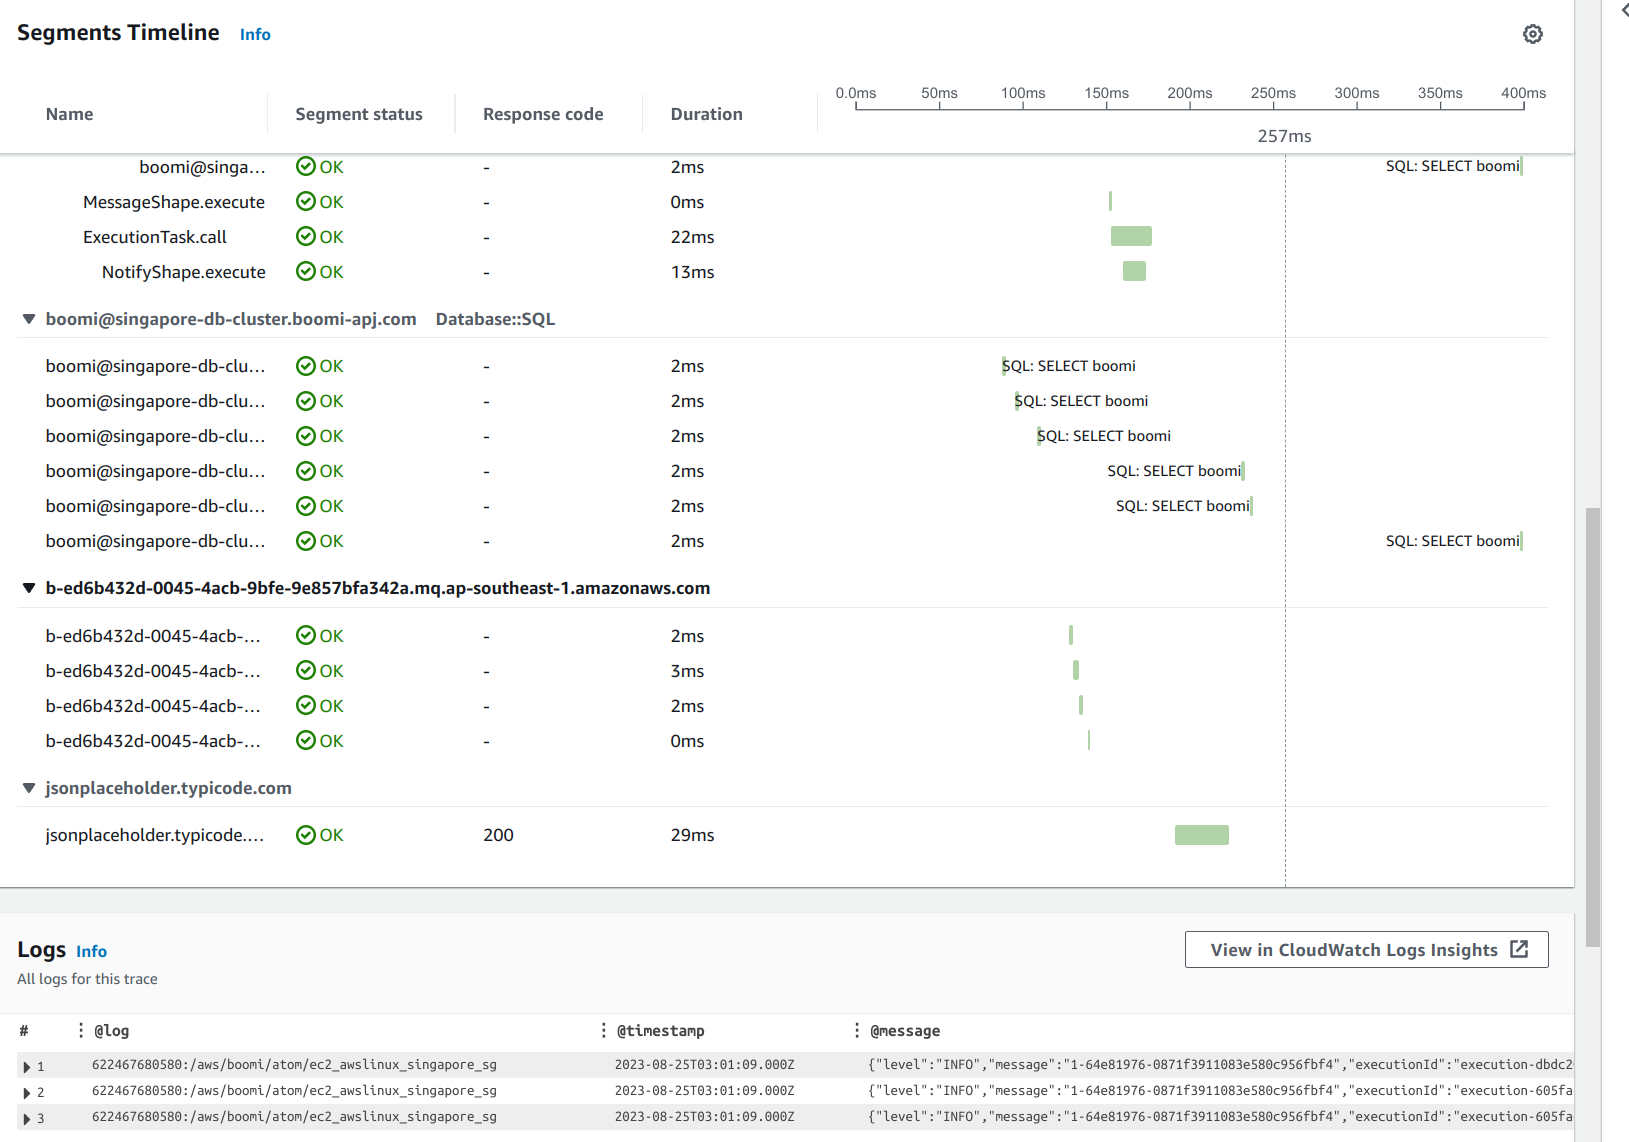 Segments Timeline Info
0.0ms 50ms 100ms 150ms 200ms 250ms 300ms 350ms 400ms
Name Segment status Response code Duration
257ms
boomi@singa... OK - 2ms SQL: SELECT boomi
MessageShape.execute OK - 0ms
ExecutionTask.call OK - 22ms
NotifyShape.execute OK - 13ms
boomi@singapore-db-cluster.boomi-apj.com Database::SQL
boomi@singapore-db-clu... OK - 2ms SQL: SELECT boomi
boomi@singapore-db-clu... OK - 2ms SQL: SELECT boomi
boomi@singapore-db-clu... OK - 2ms SQL: SELECT boomi
boomi@singapore-db-clu... OK - 2ms SQL: SELECT boomi
boomi@singapore-db-clu... OK - 2ms SQL: SELECT boomi
boomi@singapore-db-clu... OK - 2ms SQL: SELECT boomi
b-ed6b432d-0045-4acb-9bfe-9e857bfa342a.mq.ap-southeast-1.amazonaws.com
b-ed6b432d-0045-4acb-... OK - 2ms
b-ed6b432d-0045-4acb-... OK - 3ms
b-ed6b432d-0045-4acb-... OK - 2ms
b-ed6b432d-0045-4acb-... OK - 0ms
jsonplaceholder.typicode.com
jsonplaceholder.typicode.... OK 200 29ms
Logs Info
View in CloudWatch Logs Insights
All logs for this trace
# @log @timestamp @message
1 622467680580:/aws/boomi/atom/ec2_awslinux_singapore_sg 2023-08-25T03:01:09.000Z {"level":"INFO","message":"1-64e81976-0871f3911083e580c956fbf4","executionId":"execution-dbdc2
2 622467680580:/aws/boomi/atom/ec2_awslinux_singapore_sg 2023-08-25T03:01:09.000Z {"level":"INFO","message":"1-64e81976-0871f3911083e580c956fbf4","executionId":"execution-605fa
3 622467680580:/aws/boomi/atom/ec2_awslinux_singapore_sg 2023-08-25T03:01:09.000Z {"level":"INFO","message":"1-64e81976-0871f3911083e580c956fbf4","executionId":"execution-605fa